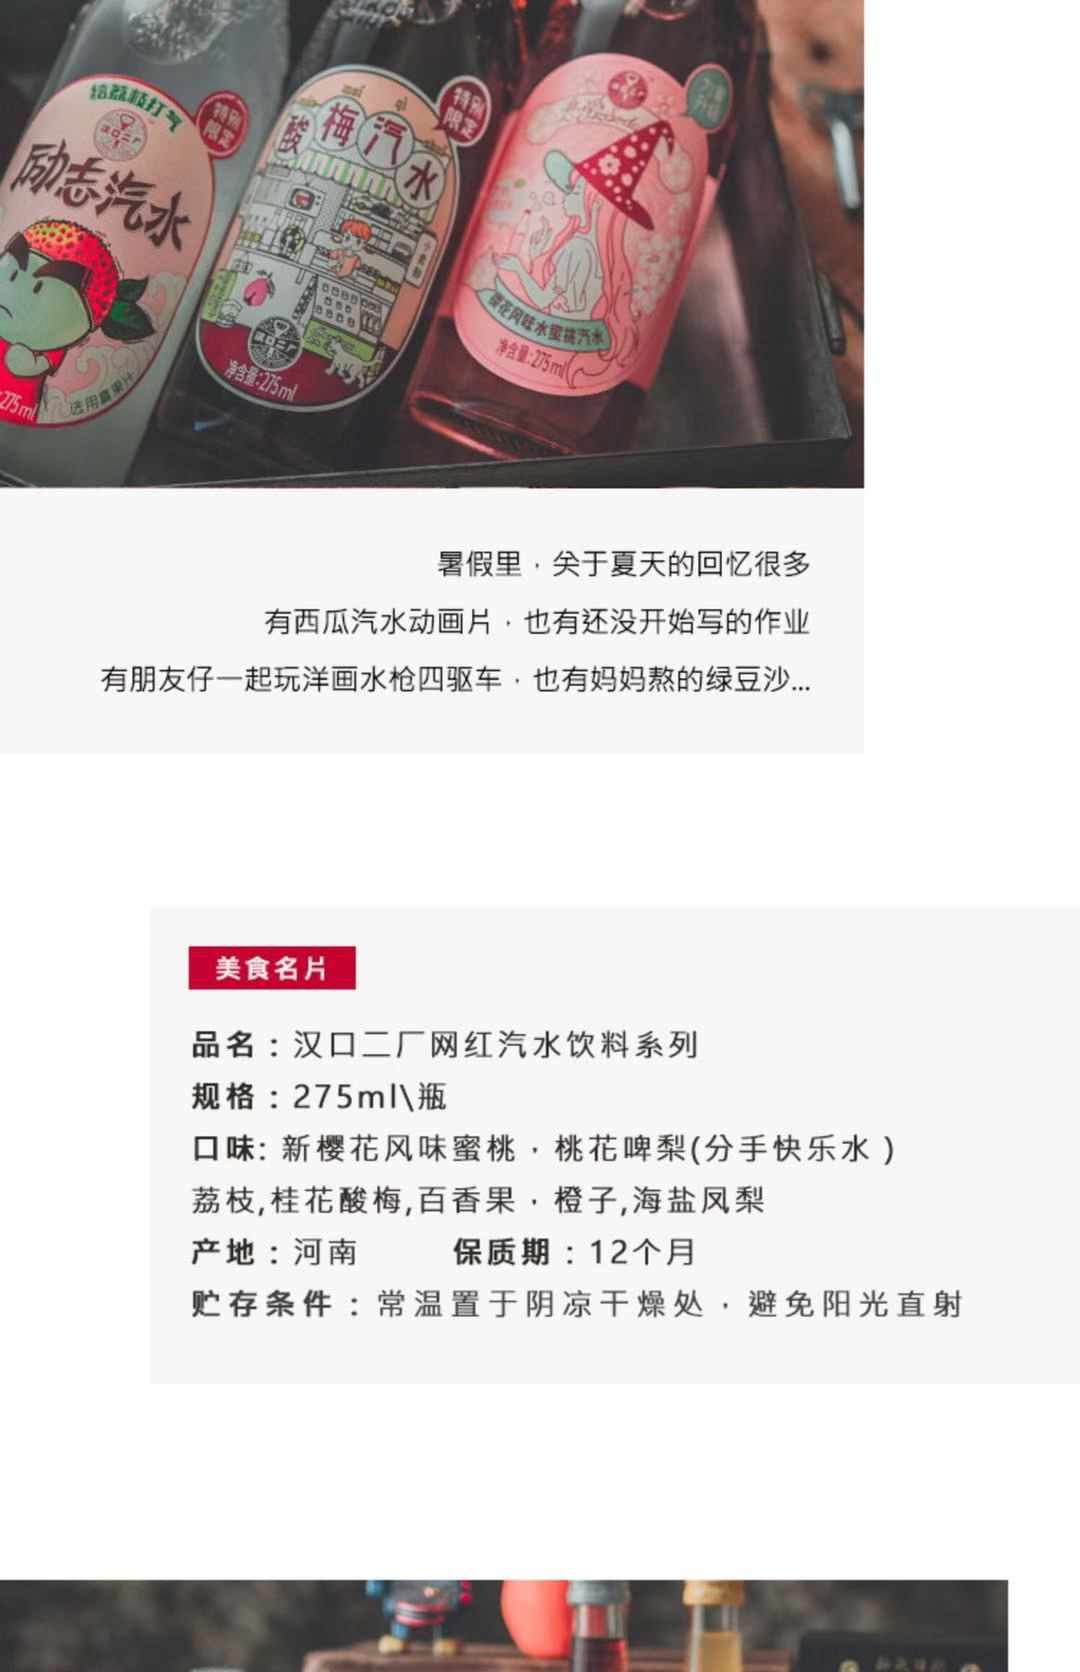 给荔枝打气
特别
限定
汉口二厂
励志汽水
275ml
选用真果汁
mei
qi
特别
限定
酸梅汽水
汉口二厂
净含量:275ml
樱花风味水蜜桃汽水
净含量:275ml
暑假里，关于夏天的回忆很多
有西瓜汽水动画片，也有还没开始写的作业
有朋友仔一起玩洋画水枪四驱车，也有妈妈熬的绿豆沙...
美食名片
品名：汉口二厂网红汽水饮料系列
规格：275ml\瓶
口味: 新樱花风味蜜桃，桃花啤梨(分手快乐水 )
荔枝,桂花酸梅,百香果，橙子,海盐凤梨
产地：河南 保质期：12个月
贮存条件：常温置于阴凉干燥处，避免阳光直射